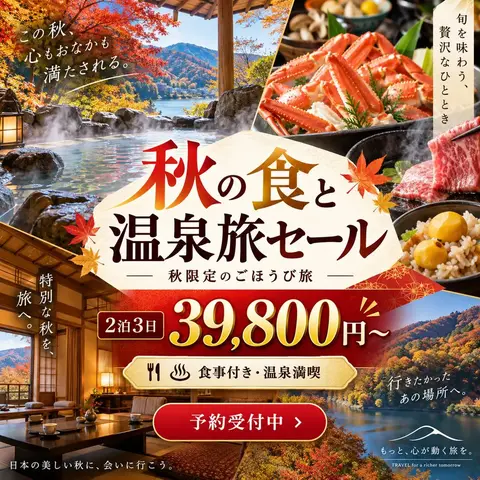 この秋、
心もおなかも
満たされる。
旬を味わう、
贅沢なひととき
秋の食と
温泉旅セール
秋限定のごほうび旅
特別な秋を、
旅へ。
2泊3日
39,800円～
食事付き・温泉満喫
予約受付中
行きたかった
あの場所へ。
もっと、心が動く旅を。
TRAVEL for a richer tomorrow
日本の美しい秋に、会いに行こう。